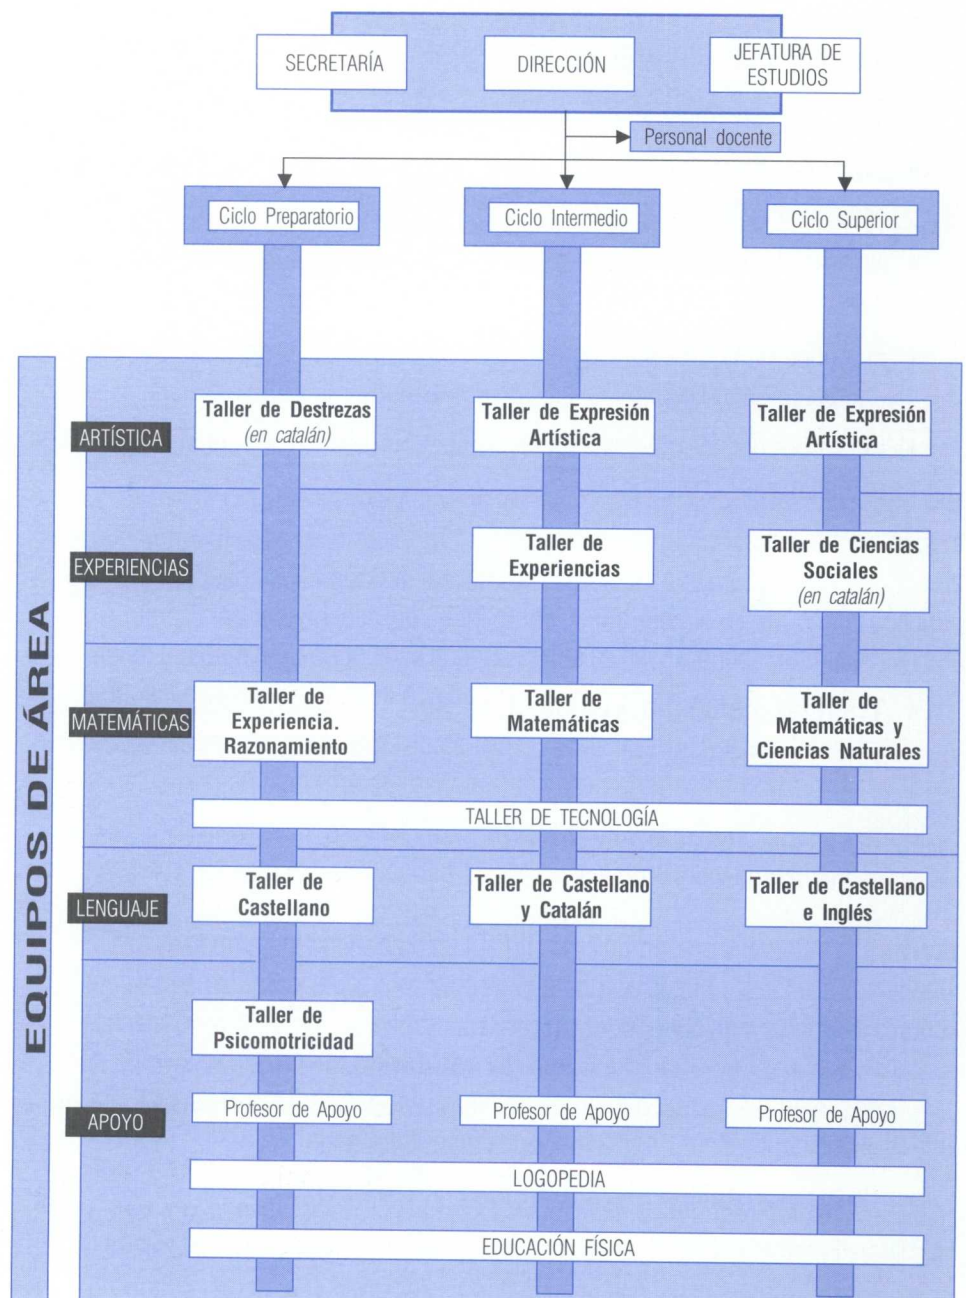 SECRETARÍA
DIRECCIÓN
JEFATURA DE
ESTUDIOS
Personal docente
Ciclo Preparatorio
Ciclo Intermedio
Ciclo Superior
EQUIPOS DE ÁREA
ARTÍSTICA
Taller de Destrezas
(en catalán)
Taller de Expresión
Artística
Taller de Expresión
Artística
EXPERIENCIAS
Taller de
Experiencias
Taller de Ciencias
Sociales
(en catalán)
MATEMÁTICAS
Taller de
Experiencia.
Razonamiento
Taller de
Matemáticas
Taller de
Matemáticas y
Ciencias Naturales
TALLER DE TECNOLOGÍA
LENGUAJE
Taller de
Castellano
Taller de Castellano
y Catalán
Taller de Castellano
e Inglés
Taller de
Psicomotricidad
APOYO
Profesor de Apoyo
Profesor de Apoyo
Profesor de Apoyo
LOGOPEDIA
EDUCACIÓN FÍSICA